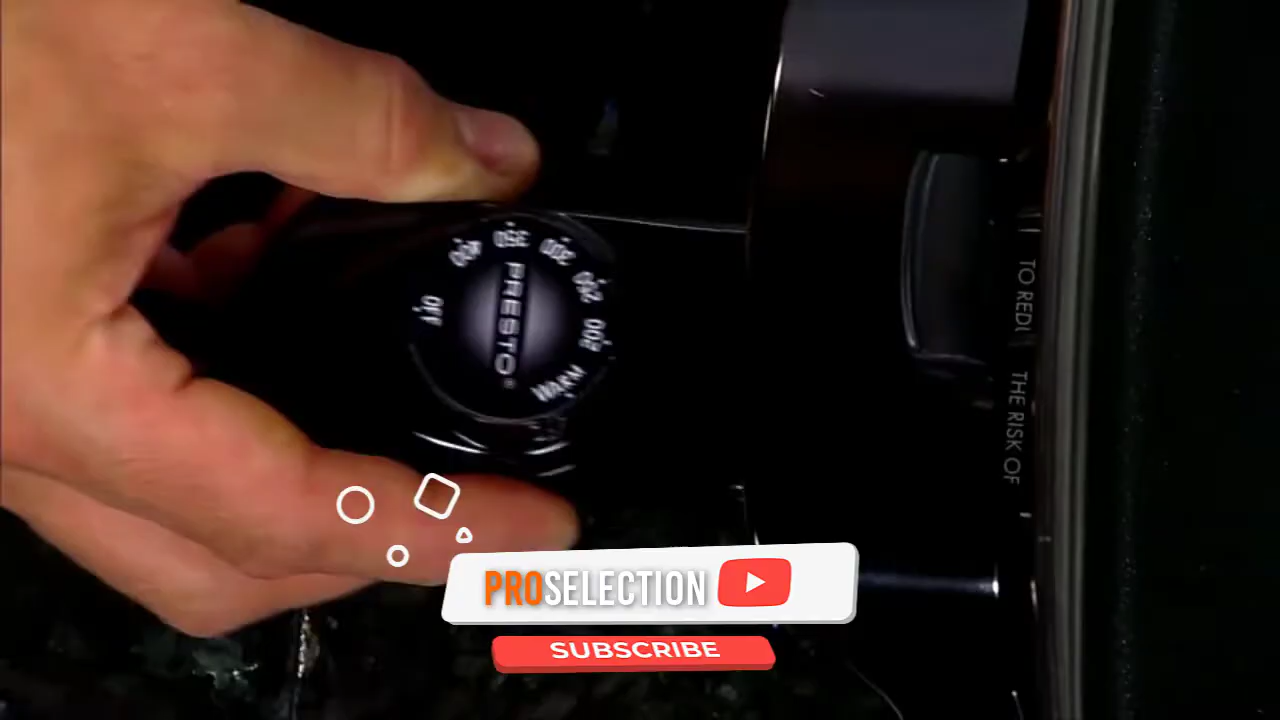 OFF
400
350
300
250
200
WARM
PRESTO®
TO REDU
THE RISK OF
PROSELECTION
SUBSCRIBE